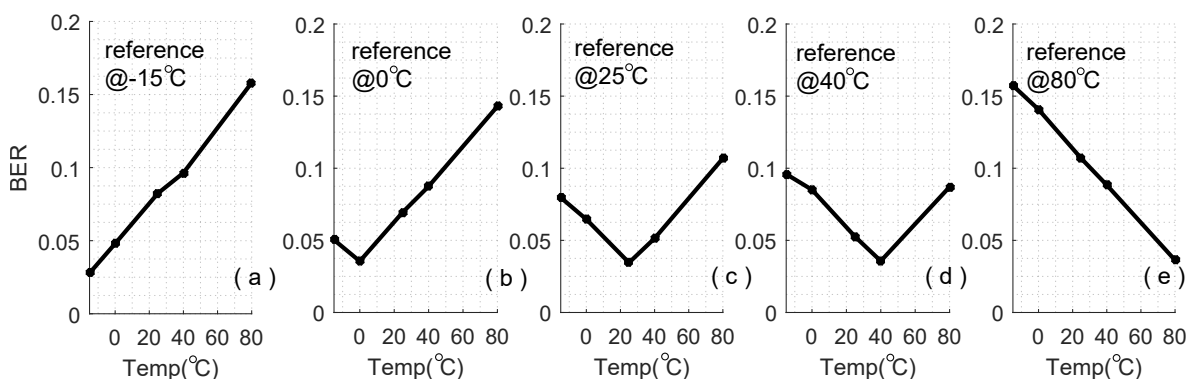 0.2
0.15
0.1
0.05
0
BER
reference
@-15°C
( a )
0 20 40 60 80
Temp(°C)
0.2
0.15
0.1
0.05
0
reference
@0°C
( b )
0 20 40 60 80
Temp(°C)
0.2
0.15
0.1
0.05
0
reference
@25°C
( c )
0 20 40 60 80
Temp(°C)
0.2
0.15
0.1
0.05
0
reference
@40°C
( d )
0 20 40 60 80
Temp(°C)
0.2
0.15
0.1
0.05
0
reference
@80°C
( e )
0 20 40 60 80
Temp(°C)